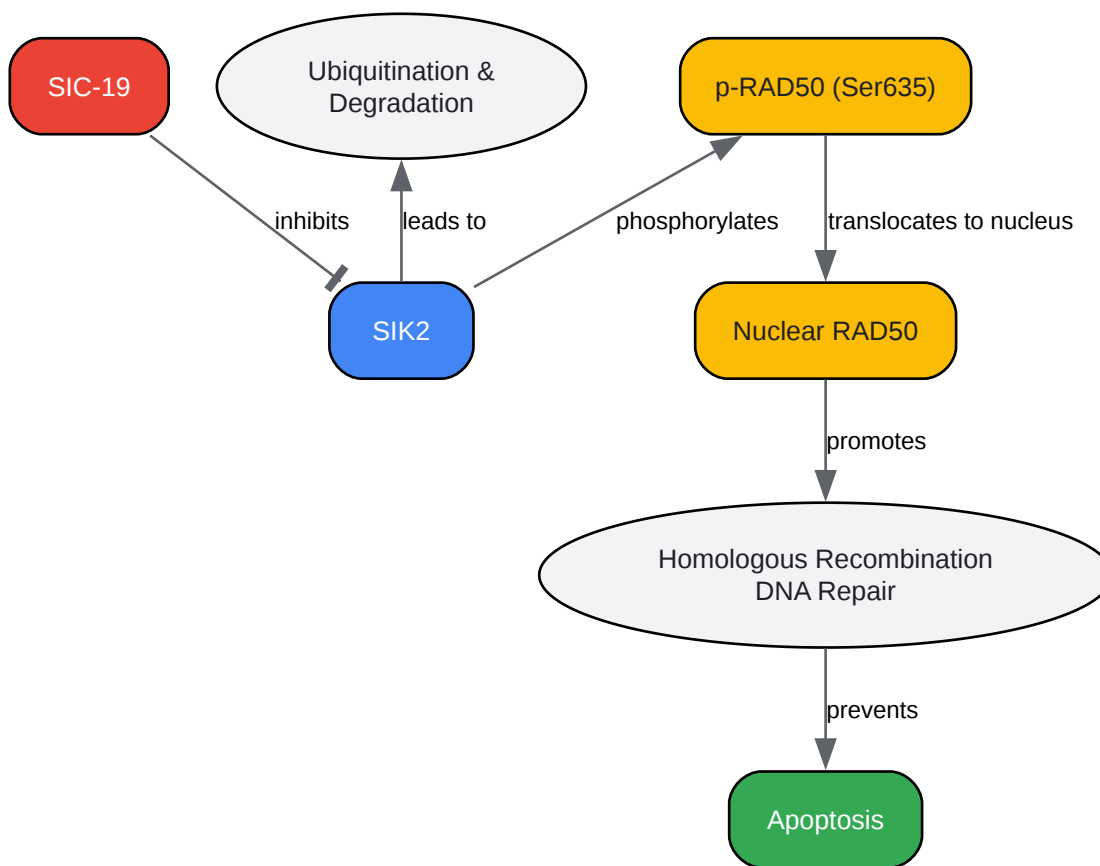 SIC-19
Ubiquitination &
Degradation
p-RAD50 (Ser635)
inhibits
leads to
phosphorylates
translocates to nucleus
SIK2
Nuclear RAD50
promotes
Homologous Recombination
DNA Repair
prevents
Apoptosis